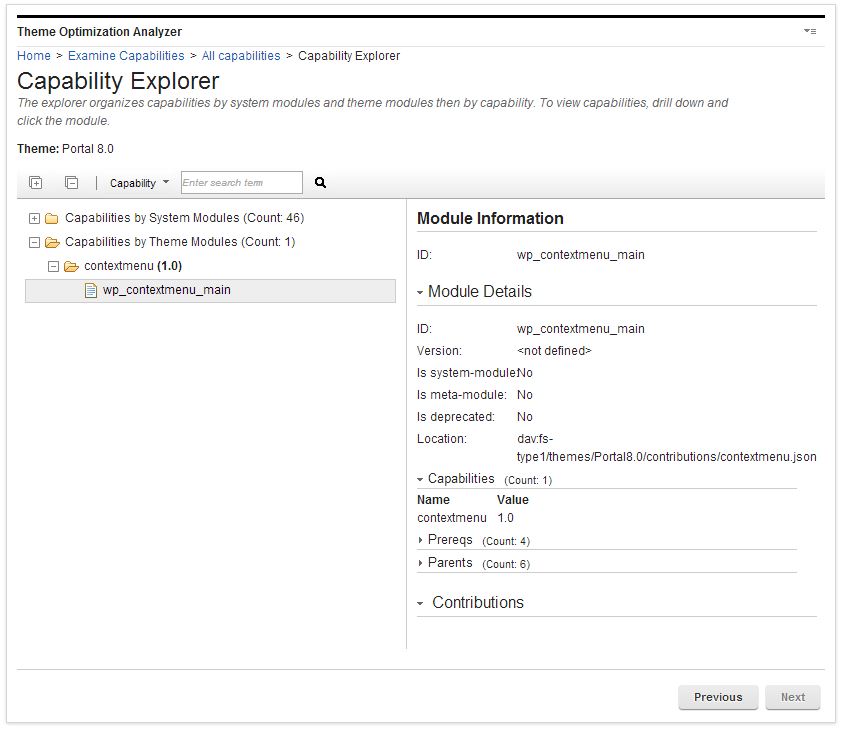 Theme Optimization Analyzer
Home > Examine Capabilities > All capabilities > Capability Explorer
Capability Explorer
The explorer organizes capabilities by system modules and theme modules then by capability. To view capabilities, drill down and
click the module.
Theme: Portal 8.0
Capability
Enter search term
Capabilities by System Modules (Count: 46)
Capabilities by Theme Modules (Count: 1)
contextmenu (1.0)
wp_contextmenu_main
Module Information
ID: wp_contextmenu_main
Module Details
ID: wp_contextmenu_main
Version: <not defined>
Is system-module: No
Is meta-module: No
Is deprecated: No
Location: dav:fs-
type1/themes/Portal8.0/contributions/contextmenu.json
Capabilities (Count: 1)
Name Value
contextmenu 1.0
Prereqs (Count: 4)
Parents (Count: 6)
Contributions
Previous Next